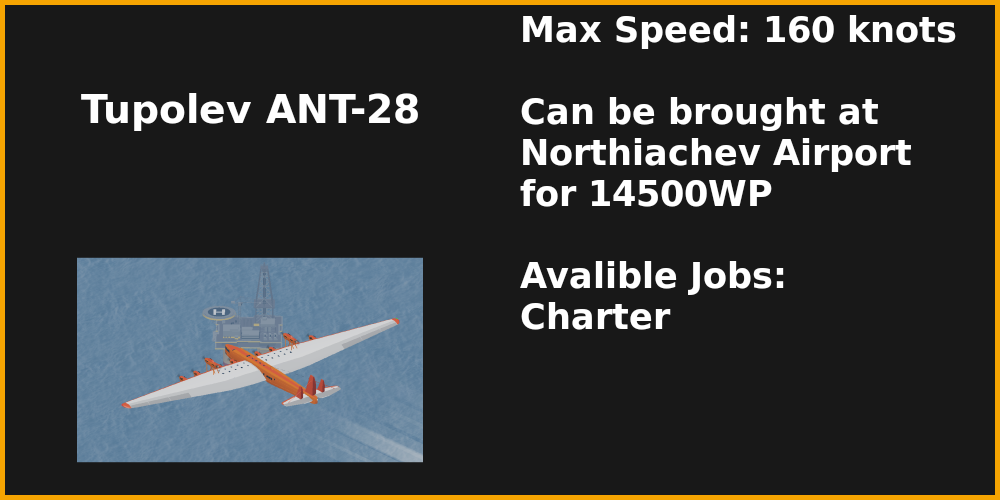 Tupolev ANT-28
Max Speed: 160 knots
Can be brought at
Northiachev Airport
for 14500WP
Avalible Jobs:
Charter
H